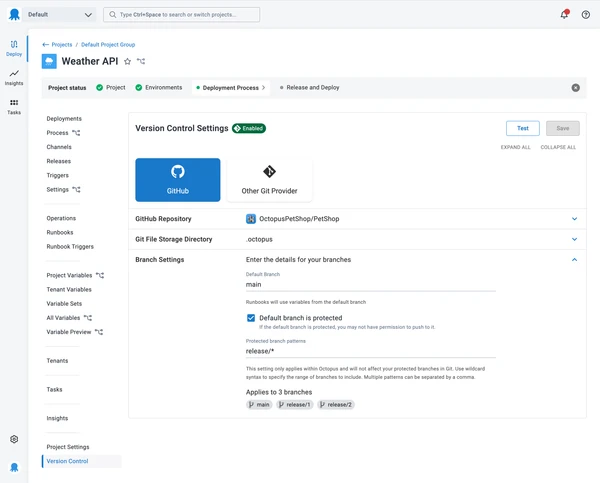 Default
Type Ctrl+Space to search or switch projects...
Deploy
Insights
Tasks
Projects / Default Project Group
Weather API
Project status
Project
Environments
Deployment Process
Release and Deploy
Deployments
Process
Channels
Releases
Triggers
Settings
Operations
Runbooks
Runbook Triggers
Project Variables
Tenant Variables
Variable Sets
All Variables
Variable Preview
Tenants
Tasks
Insights
Project Settings
Version Control
Version Control Settings
Enabled
Test
Save
EXPAND ALL
COLLAPSE ALL
GitHub
Other Git Provider
GitHub Repository
OctopusPetShop/PetShop
Git File Storage Directory
.octopus
Branch Settings
Enter the details for your branches
Default Branch
main
Runbooks will use variables from the default branch
Default branch is protected
If the default branch is protected, you may not have permission to push to it.
Protected branch patterns
release/*
This setting only applies within Octopus and will not affect your protected branches in Git. Use wildcard
syntax to specify the range of branches to include. Multiple patterns can be separated by a comma.
Applies to 3 branches
main
release/1
release/2